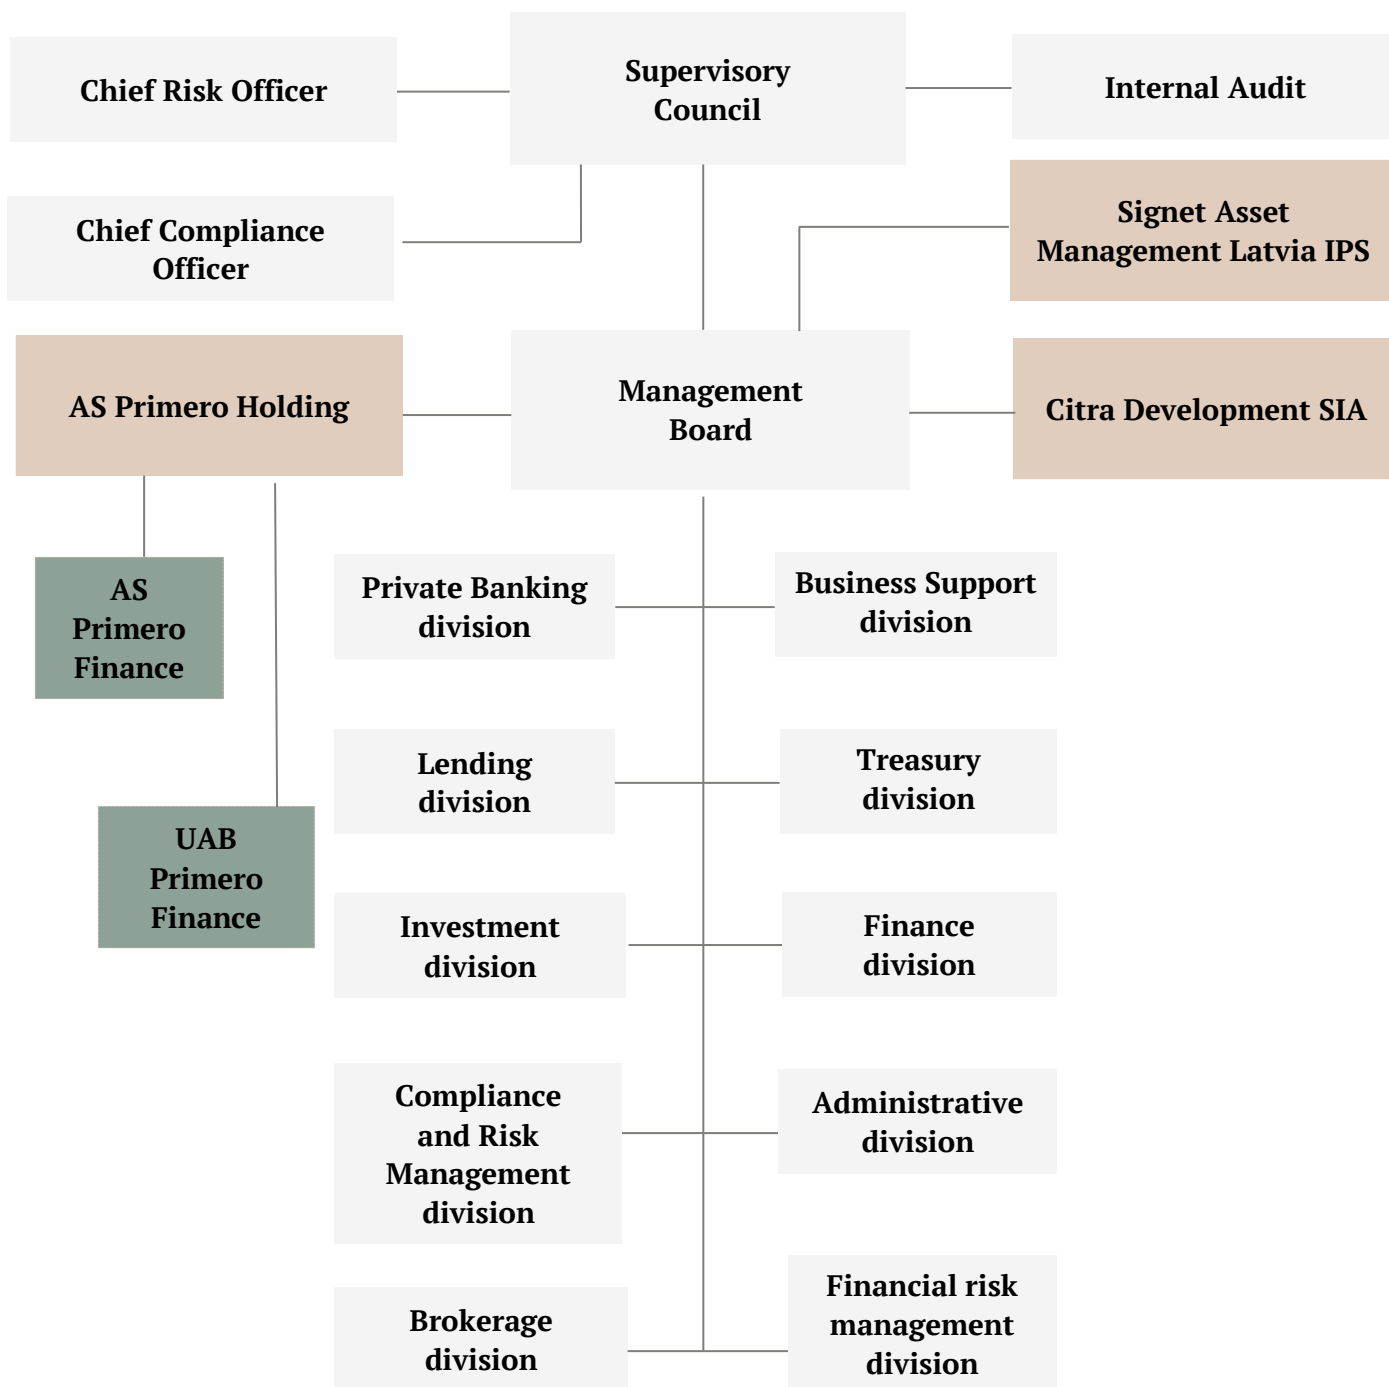 Chief Risk Officer
Supervisory
Council
Internal Audit
Chief Compliance
Officer
Signet Asset
Management Latvia IPS
AS Primero Holding
Management
Board
Citra Development SIA
AS
Primero
Finance
Private Banking
division
Business Support
division
Lending
division
Treasury
division
UAB
Primero
Finance
Investment
division
Finance
division
Compliance
and Risk
Management
division
Administrative
division
Brokerage
division
Financial risk
management
division